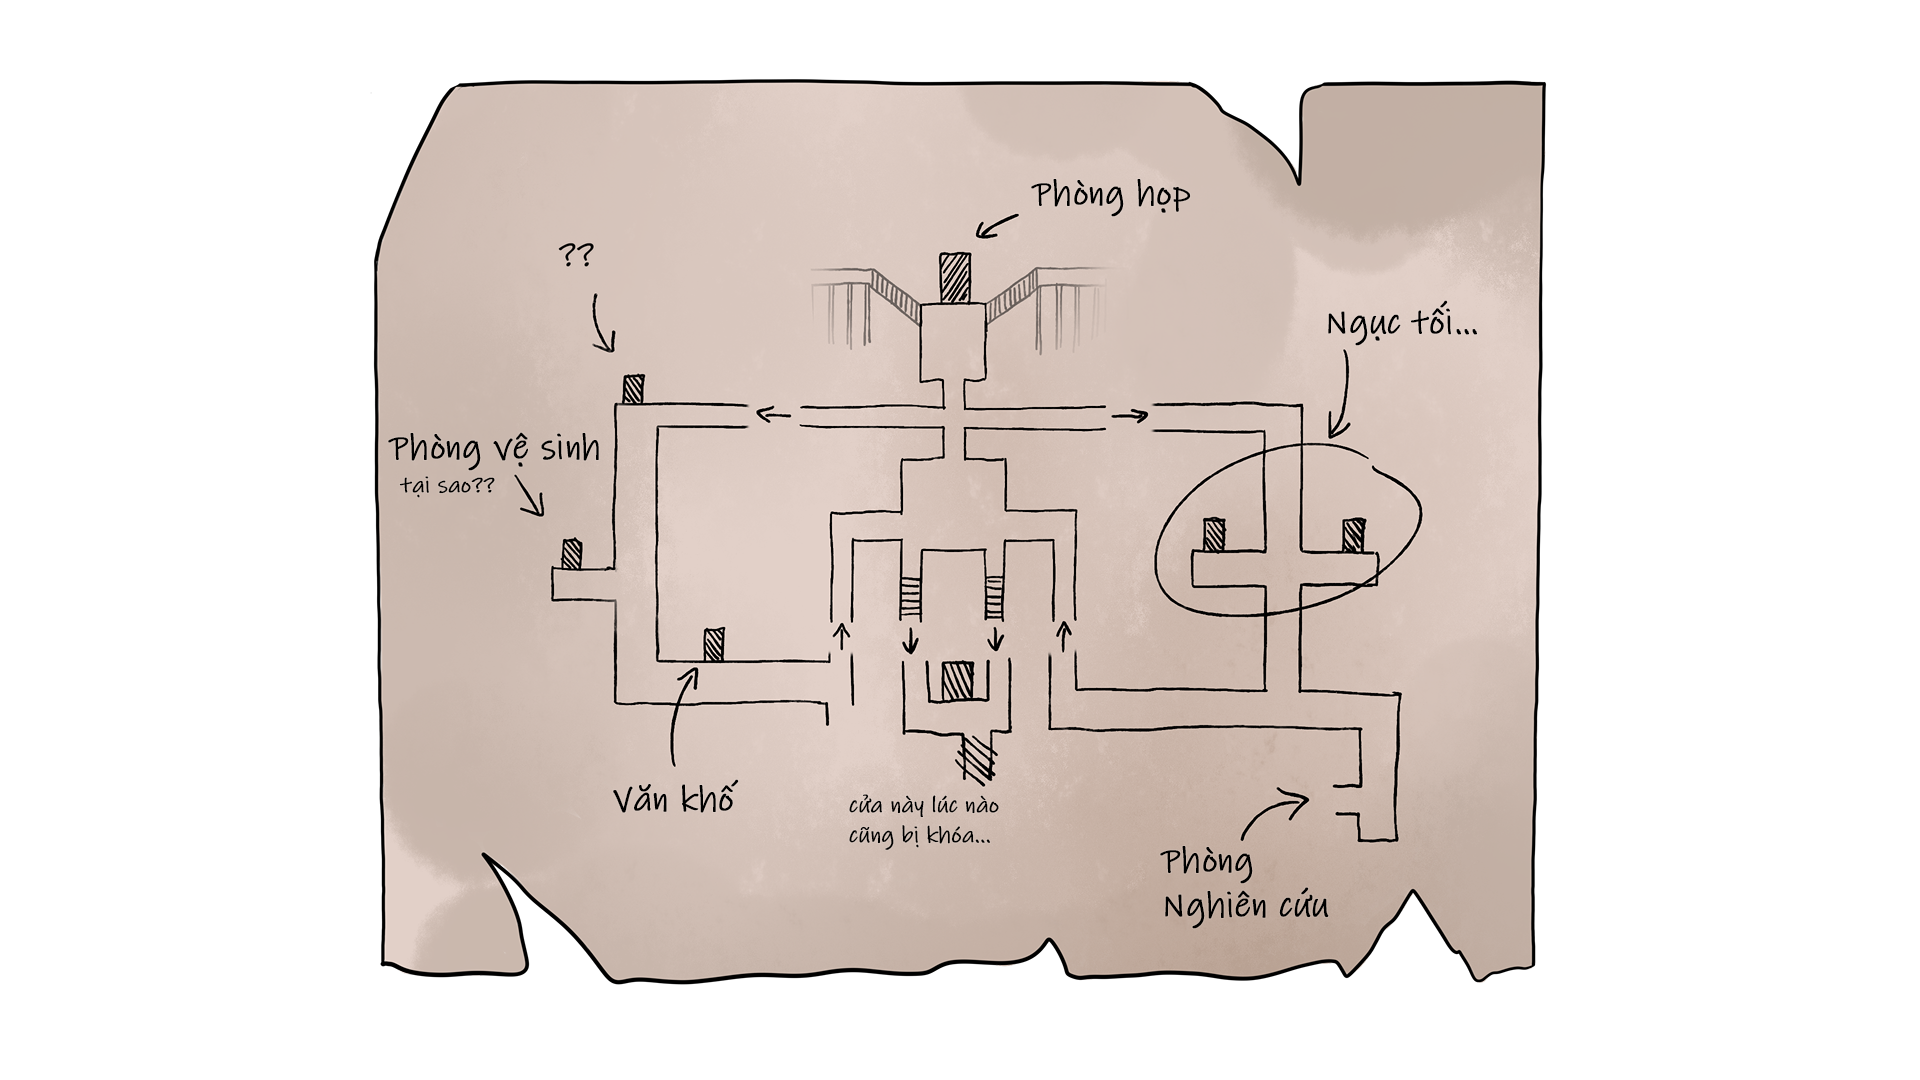 Phòng họp
??
Ngục tối...
Phòng vệ sinh
tại sao??
Văn khố
cửa này lúc nào
cũng bị khóa...
Phòng
Nghiên cứu